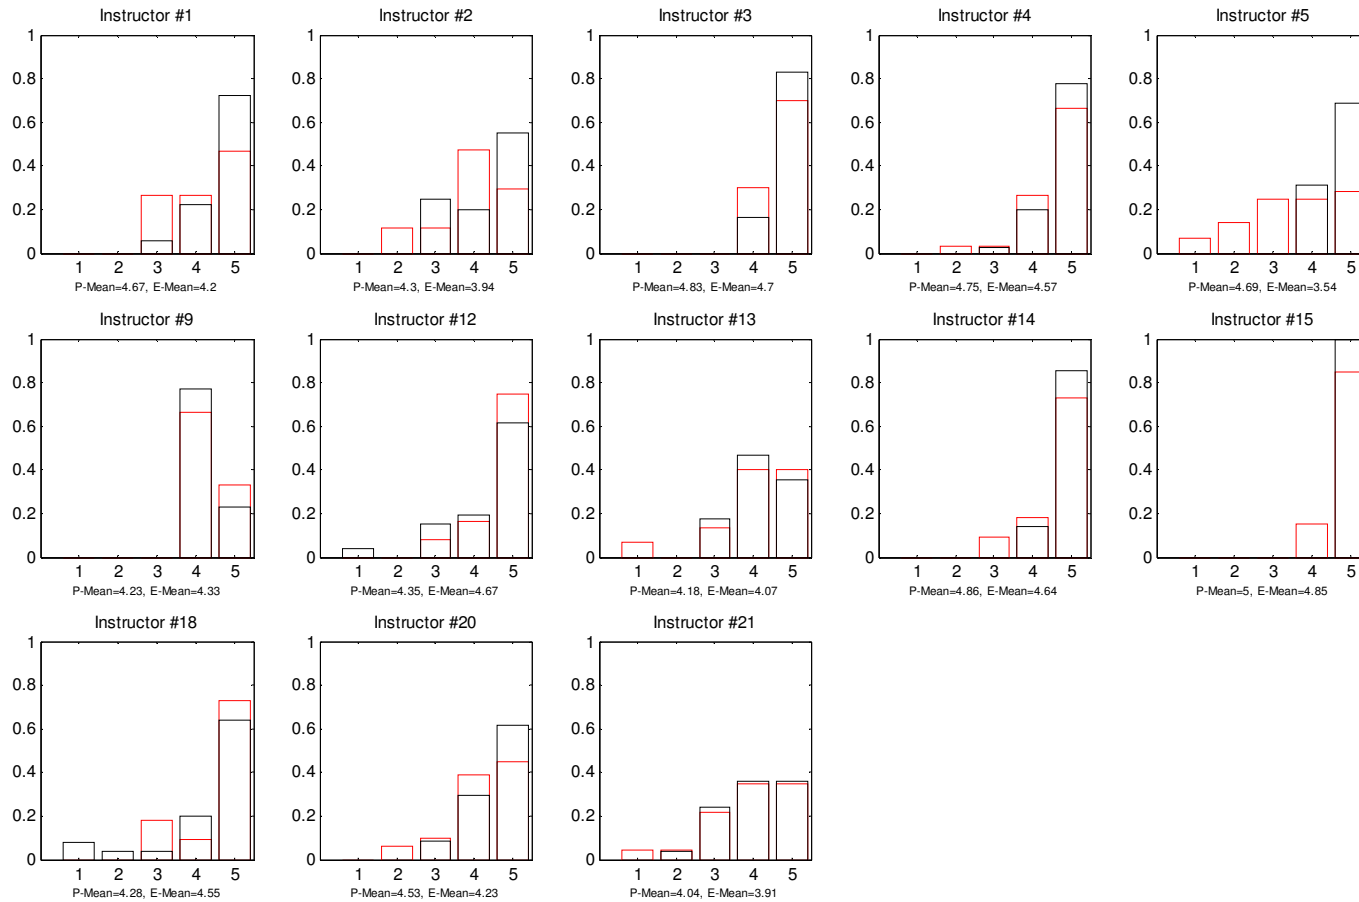 Instructor #1
1
0.8
0.6
0.4
0.2
0
1 2 3 4 5
P-Mean=4.67, E-Mean=4.2
Instructor #2
1
0.8
0.6
0.4
0.2
0
1 2 3 4 5
P-Mean=4.3, E-Mean=3.94
Instructor #3
1
0.8
0.6
0.4
0.2
0
1 2 3 4 5
P-Mean=4.83, E-Mean=4.7
Instructor #4
1
0.8
0.6
0.4
0.2
0
1 2 3 4 5
P-Mean=4.75, E-Mean=4.57
Instructor #5
1
0.8
0.6
0.4
0.2
0
1 2 3 4 5
P-Mean=4.69, E-Mean=3.54
Instructor #9
1
0.8
0.6
0.4
0.2
0
1 2 3 4 5
P-Mean=4.23, E-Mean=4.33
Instructor #12
1
0.8
0.6
0.4
0.2
0
1 2 3 4 5
P-Mean=4.35, E-Mean=4.67
Instructor #13
1
0.8
0.6
0.4
0.2
0
1 2 3 4 5
P-Mean=4.18, E-Mean=4.07
Instructor #14
1
0.8
0.6
0.4
0.2
0
1 2 3 4 5
P-Mean=4.86, E-Mean=4.64
Instructor #15
1
0.8
0.6
0.4
0.2
0
1 2 3 4 5
P-Mean=5, E-Mean=4.85
Instructor #18
1
0.8
0.6
0.4
0.2
0
1 2 3 4 5
P-Mean=4.28, E-Mean=4.55
Instructor #20
1
0.8
0.6
0.4
0.2
0
1 2 3 4 5
P-Mean=4.53, E-Mean=4.23
Instructor #21
1
0.8
0.6
0.4
0.2
0
1 2 3 4 5
P-Mean=4.04, E-Mean=3.91